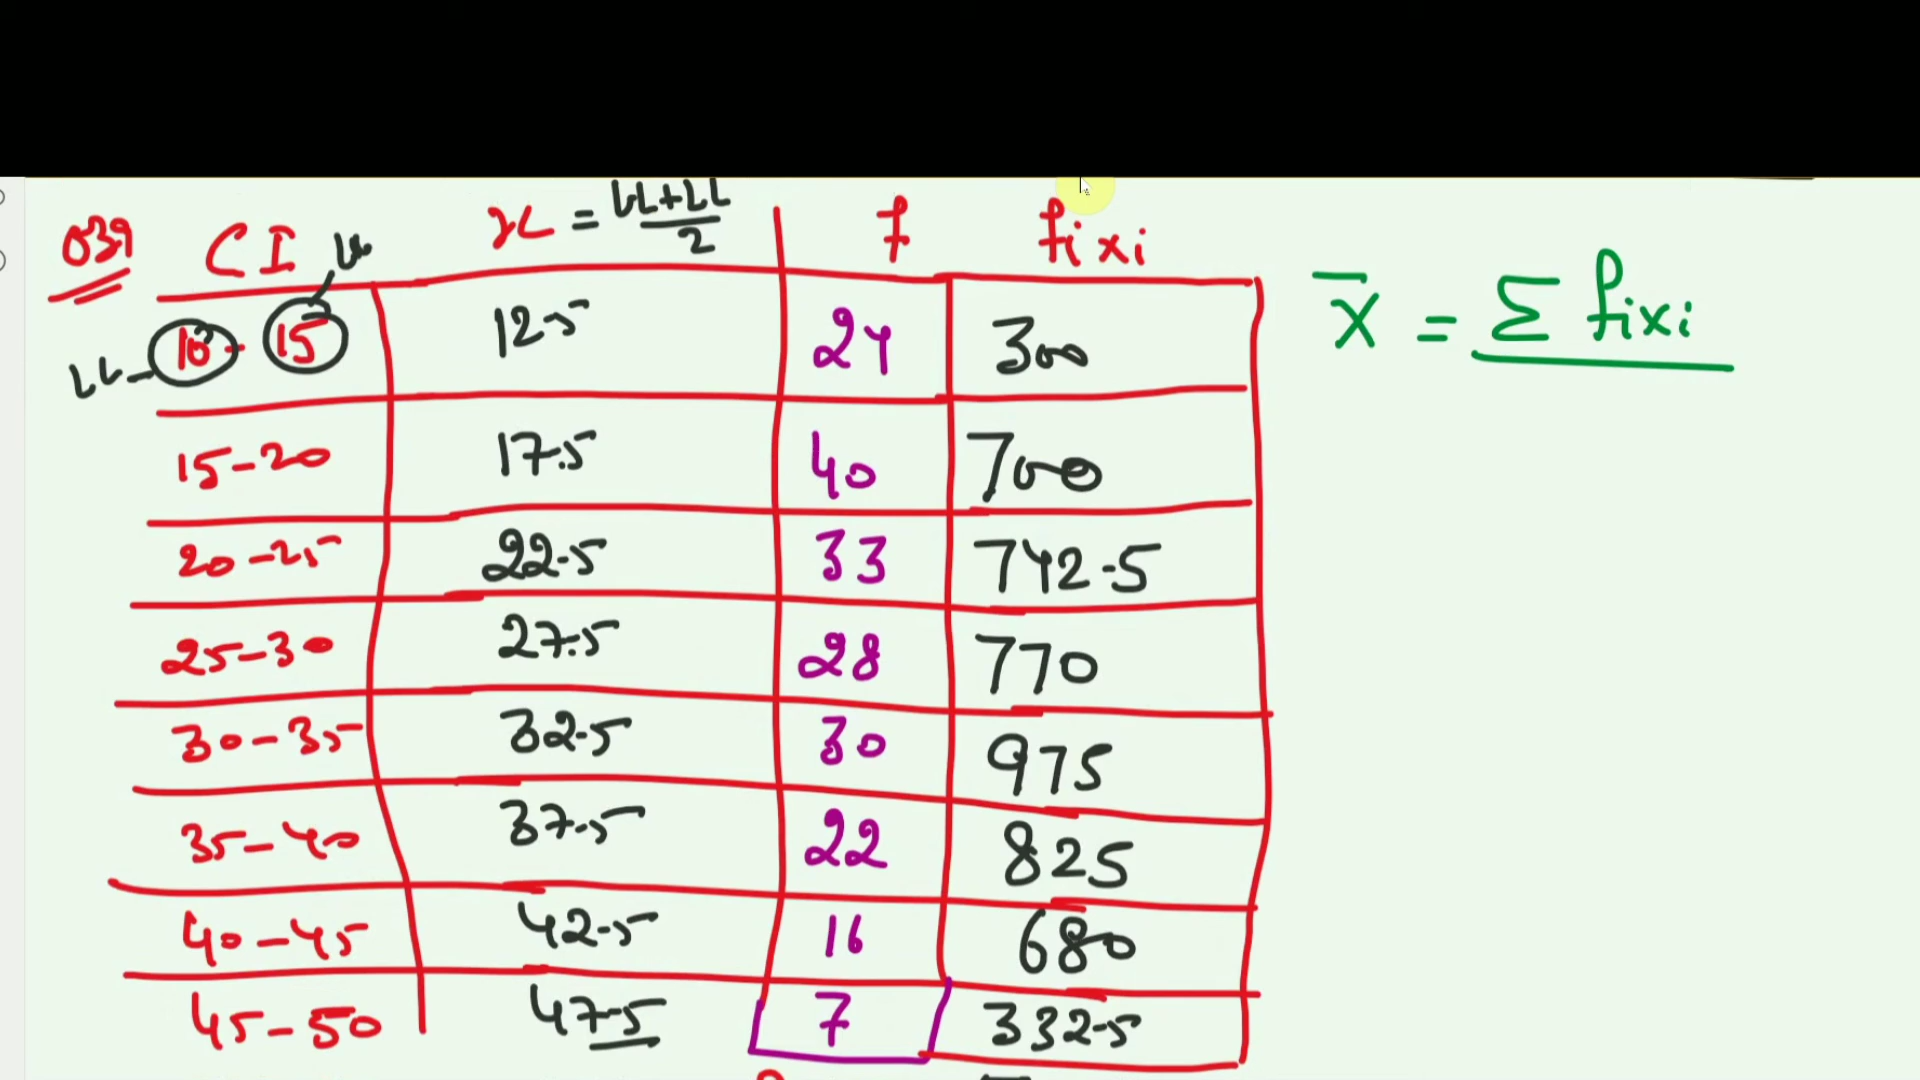 039 CI x = UL+LL/2 f fixi
UL
LL 10 - 15 12.5 24 300
15-20 17.5 40 700
20-25 22.5 33 742.5
25-30 27.5 28 770
30-35 32.5 30 975
35-40 37.5 22 825
40-45 42.5 16 680
45-50 47.5 7 332.5
X̄ = Σ fixi